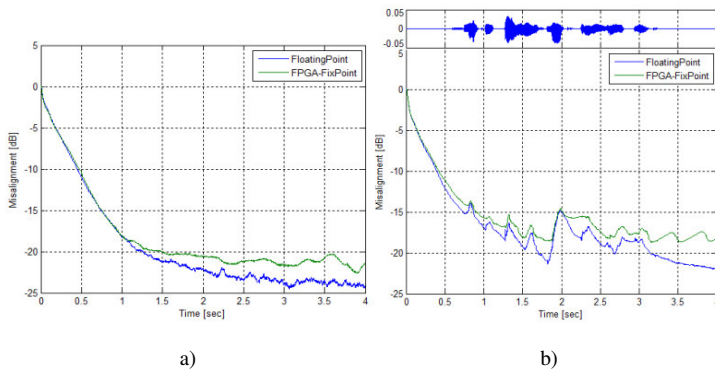 0.05
0
-0.05
5
0
-5
-10
-15
-20
-25
Misalignment [dB]
FloatingPoint
FPGA-FixPoint
0 0.5 1 1.5 2 2.5 3 3.5 4
Time [sec]
5
0
-5
-10
-15
-20
-25
Misalignment [dB]
FloatingPoint
FPGA-FixPoint
0 0.5 1 1.5 2 2.5 3 3.5 4
Time [sec]
a) b)